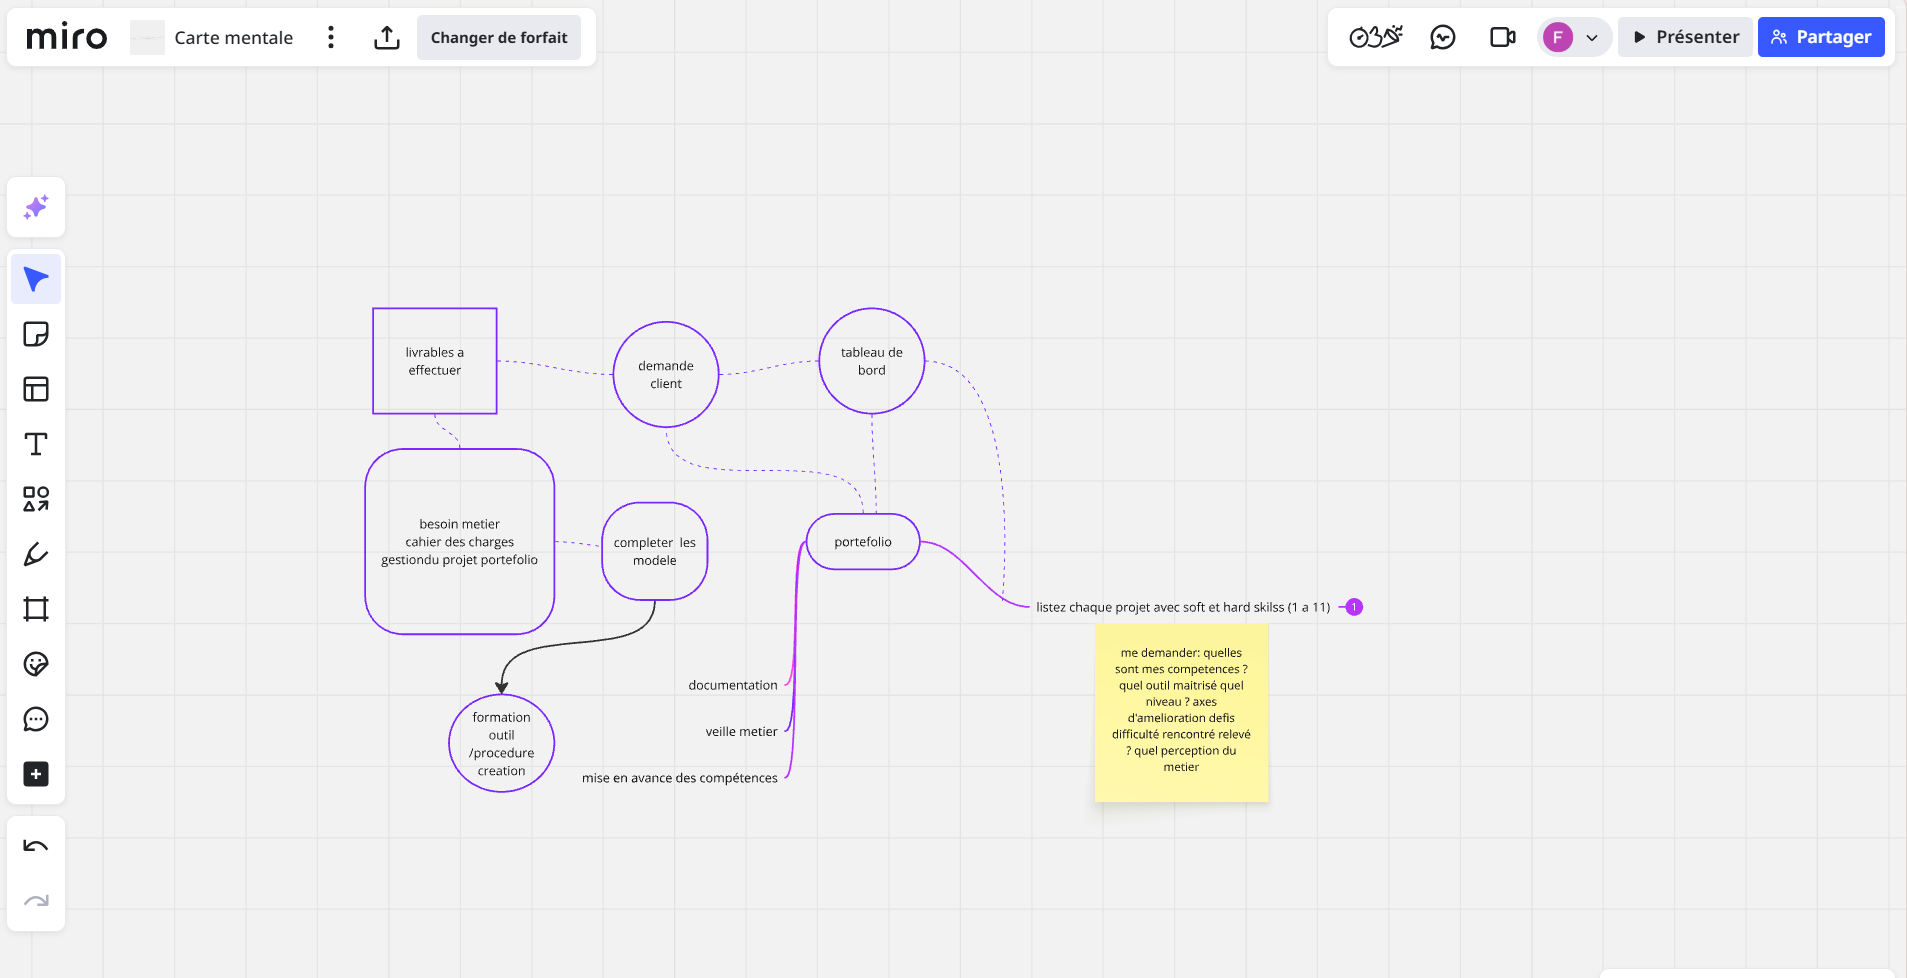 miro
Carte mentale
Changer de forfait
F
Présenter
Partager
livrables a
effectuer
demande
client
tableau de
bord
besoin metier
cahier des charges
gestiondu projet portefolio
completer  les
modele
portefolio
listez chaque projet avec soft et hard skilss (1 a 11)
1
me demander: quelles
sont mes competences ?
quel outil maitrisé quel
niveau ? axes
d'amelioration defis
difficulté rencontré relevé
? quel perception du
metier
documentation
veille metier
mise en avance des compétences
formation
outil
/procedure
creation